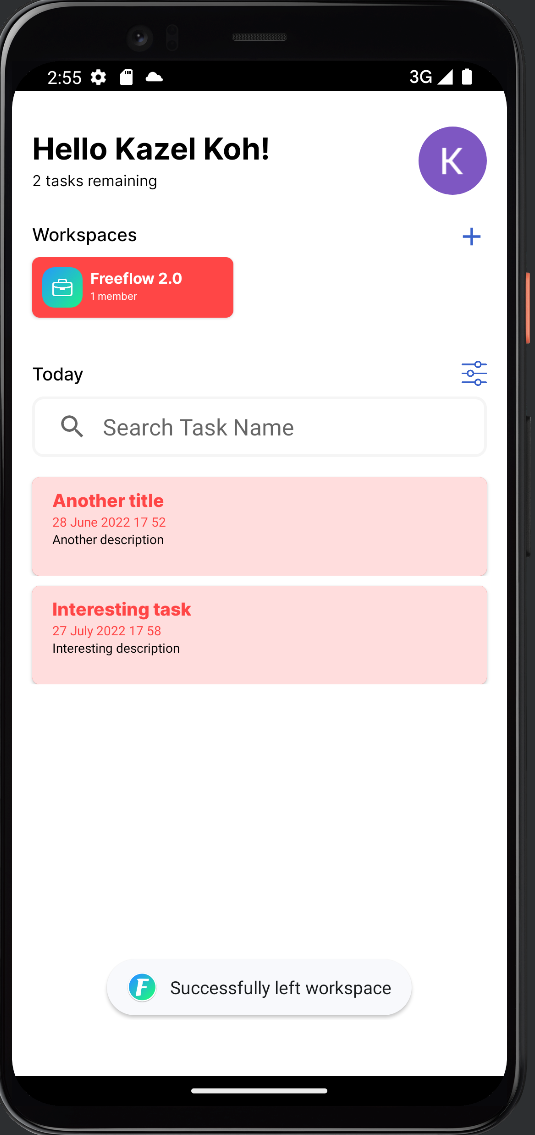 2:55 3G
Hello Kazel Koh!
K
2 tasks remaining
Workspaces
Freeflow 2.0
1 member
Today
Search Task Name
Another title
28 June 2022 17 52
Another description
Interesting task
27 July 2022 17 58
Interesting description
F Successfully left workspace